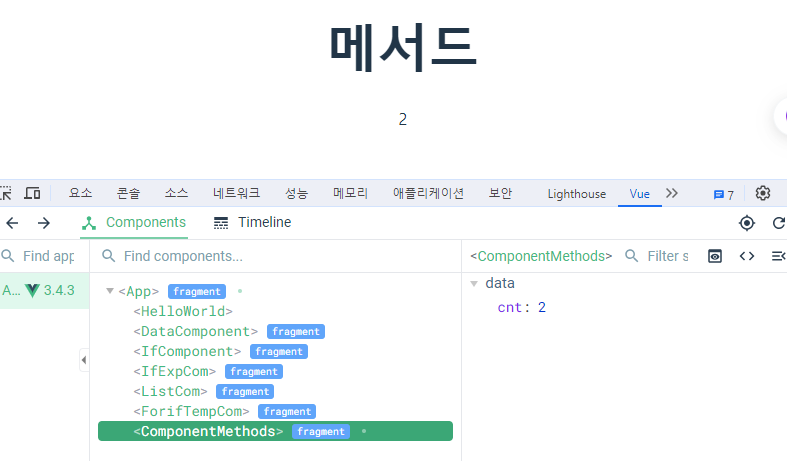 메서드
2
요소 콘솔 소스 네트워크 성능 메모리 애플리케이션 보안 Lighthouse Vue 7
Components Timeline
Find app Find components... <ComponentMethods> Filter s
A... 3.4.3 <App> fragment data
<HelloWorld> cnt: 2
<DataComponent> fragment
<IfComponent> fragment
<IfExpCom> fragment
<ListCom> fragment
<ForifTempCom> fragment
<ComponentMethods> fragment